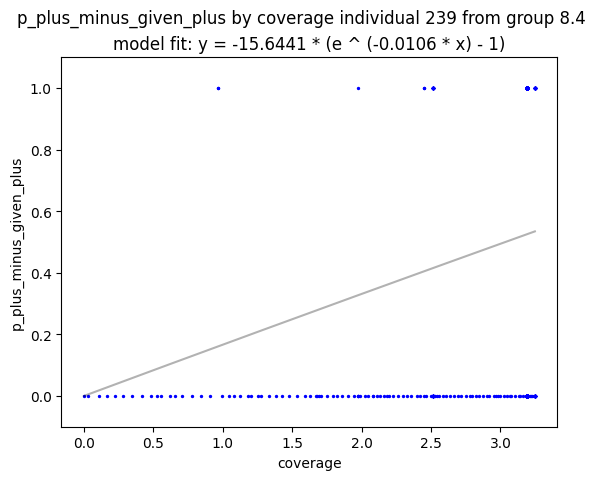 p_plus_minus_given_plus by coverage individual 239 from group 8.4
model fit: y = -15.6441 * (e ^ (-0.0106 * x) - 1)
1.0
0.8
0.6
0.4
0.2
0.0
p_plus_minus_given_plus
0.0 0.5 1.0 1.5 2.0 2.5 3.0
coverage